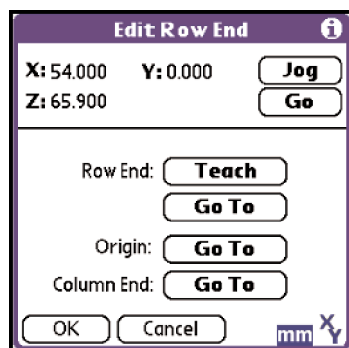 Edit Row End i
X: 54.000 Y: 0.000 Jog
Z: 65.900 Go
Row End: Teach
Go To
Origin: Go To
Column End: Go To
OK Cancel mm XY